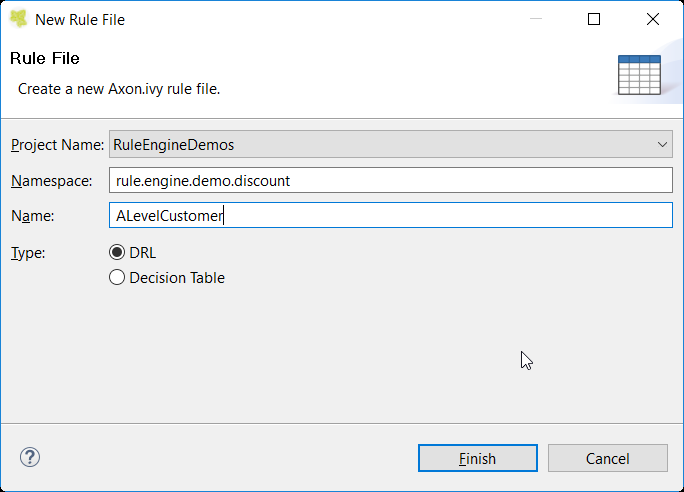 New Rule File
Rule File
Create a new Axon.ivy rule file.
Project Name: RuleEngineDemos
Namespace: rule.engine.demo.discount
Name: ALevelCustomer
Type: DRL
Decision Table
? Finish Cancel